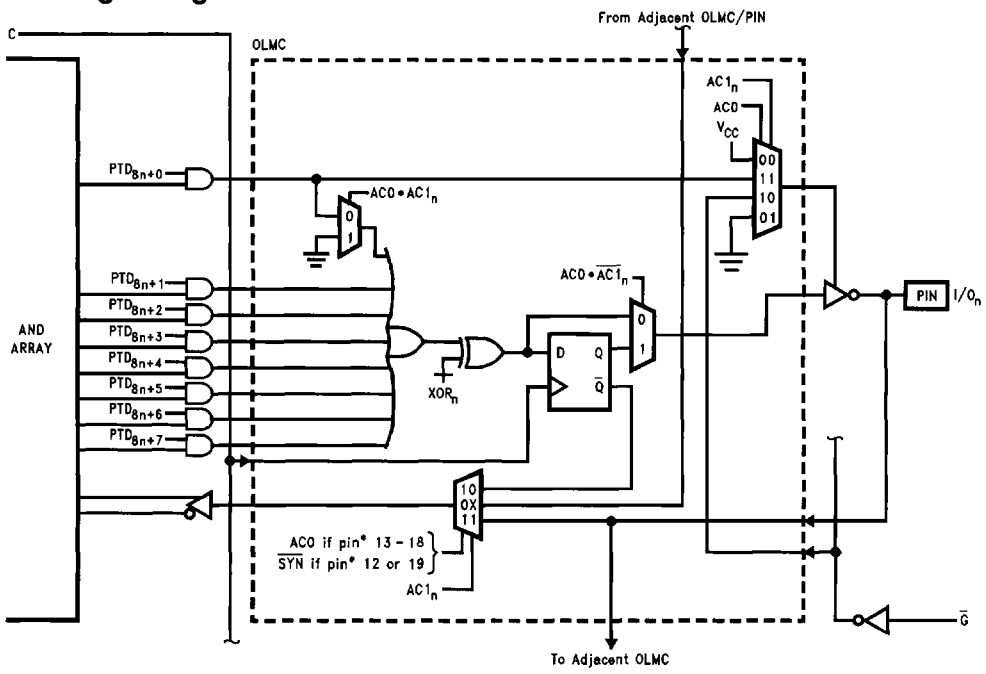 From Adjacent OLMC/PIN
C
OLMC
AC1n
AC0
VCC
00
11
10
01
PTD8n+0
AC0•AC1n
0
1
PTD8n+1
PTD8n+2
PTD8n+3
PTD8n+4
PTD8n+5
PTD8n+6
PTD8n+7
AND
ARRAY
XORn
D Q
Q̅
AC0•A̅C̅1̅n
0
1
PIN I/On
10
0X
11
AC0 if pin* 13 - 18
S̅Y̅N̅ if pin* 12 or 19
AC1n
G̅
To Adjacent OLMC